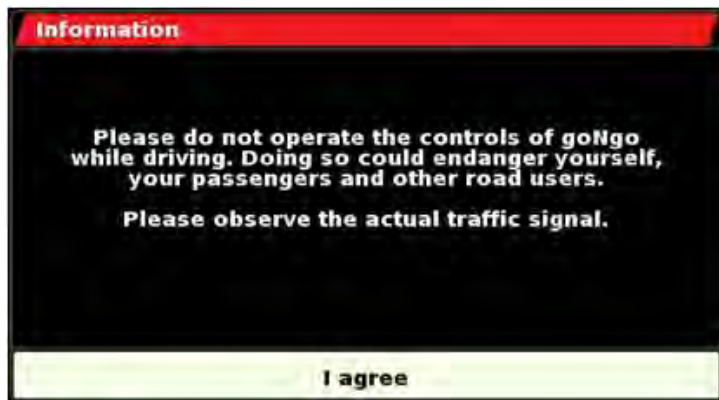 Information
Please do not operate the controls of goNgo
while driving. Doing so could endanger yourself,
your passengers and other road users.
Please observe the actual traffic signal.
I agree